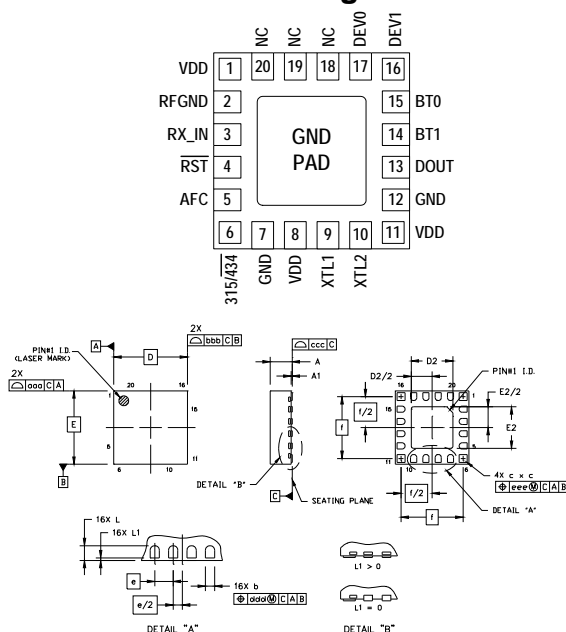 NC
NC
NC
DEV0
DEV1
VDD 1 20 19 18 17 16
RFGND 2
15 BT0
RX_IN 3
14 BT1
GND
PAD
RST 4
13 DOUT
AFC 5
12 GND
6 7 8 9 10 11 VDD
315/434
GND
VDD
XTL1
XTL2
2X
bbb C B
PIN#1 I.D.
(LASER MARK)
A
D
2X
aaa C A
20 16
1
16
E
6
11
B
6 10
ccc C
A
A1
DETAIL "B"
C
SEATING PLANE
D2
D2/2
PIN#1 I.D.
16 20
1
E2/2
f/2
f
16
E2
11
10 6
4X c x c
eee M C A B
f/2
f
DETAIL "A"
16X L
16X L1
e
e/2
16X b
ddd M C A B
DETAIL "A"
L1 > 0
L1 = 0
DETAIL "B"